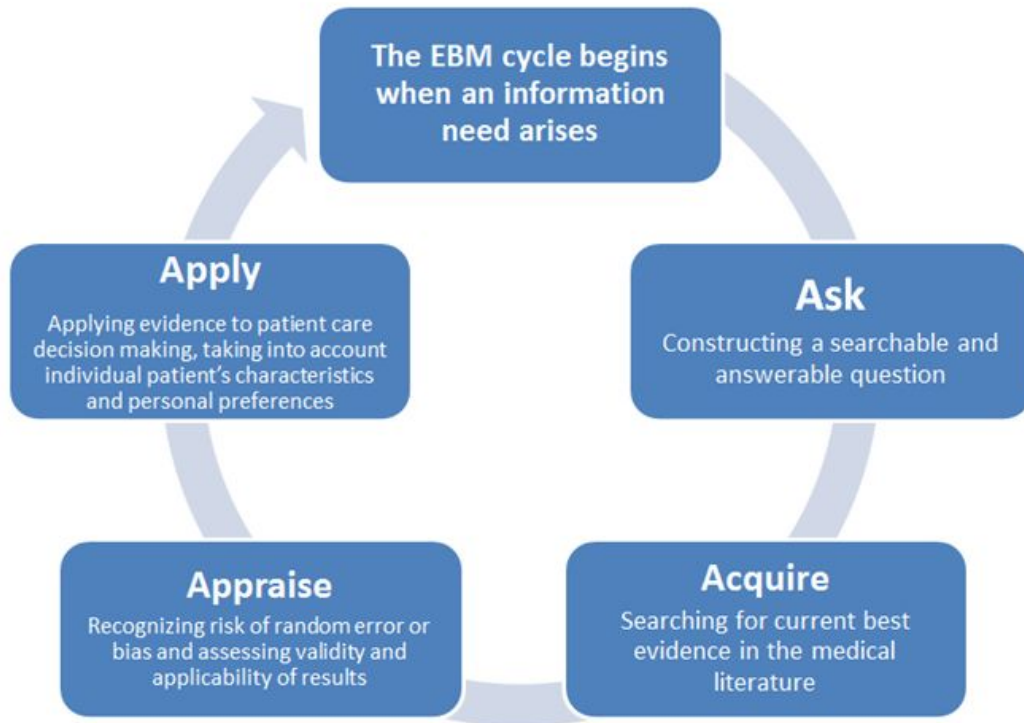 The EBM cycle begins
when an information
need arises
Ask
Constructing a searchable and
answerable question
Acquire
Searching for current best
evidence in the medical
literature
Appraise
Recognizing risk of random error or
bias and assessing validity and
applicability of results
Apply
Applying evidence to patient care
decision making, taking into account
individual patient’s characteristics
and personal preferences